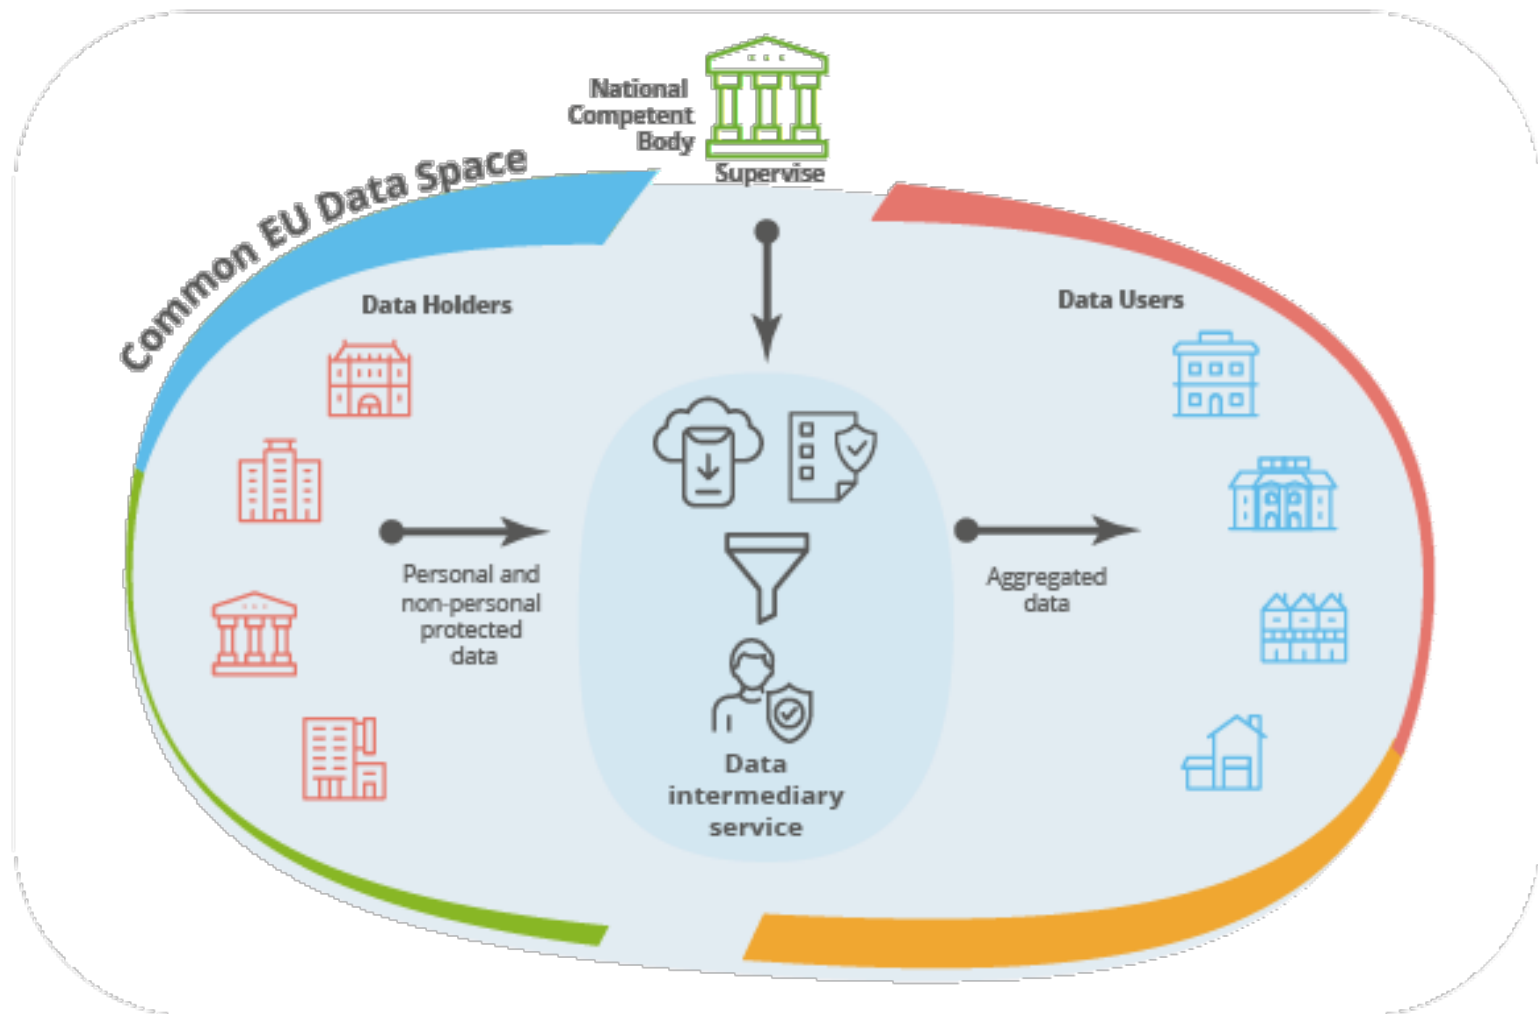 National
Competent
Body
Supervise
Common EU Data Space
Data Holders
Data Users
Personal and
non-personal
protected
data
Aggregated
data
Data
intermediary
service